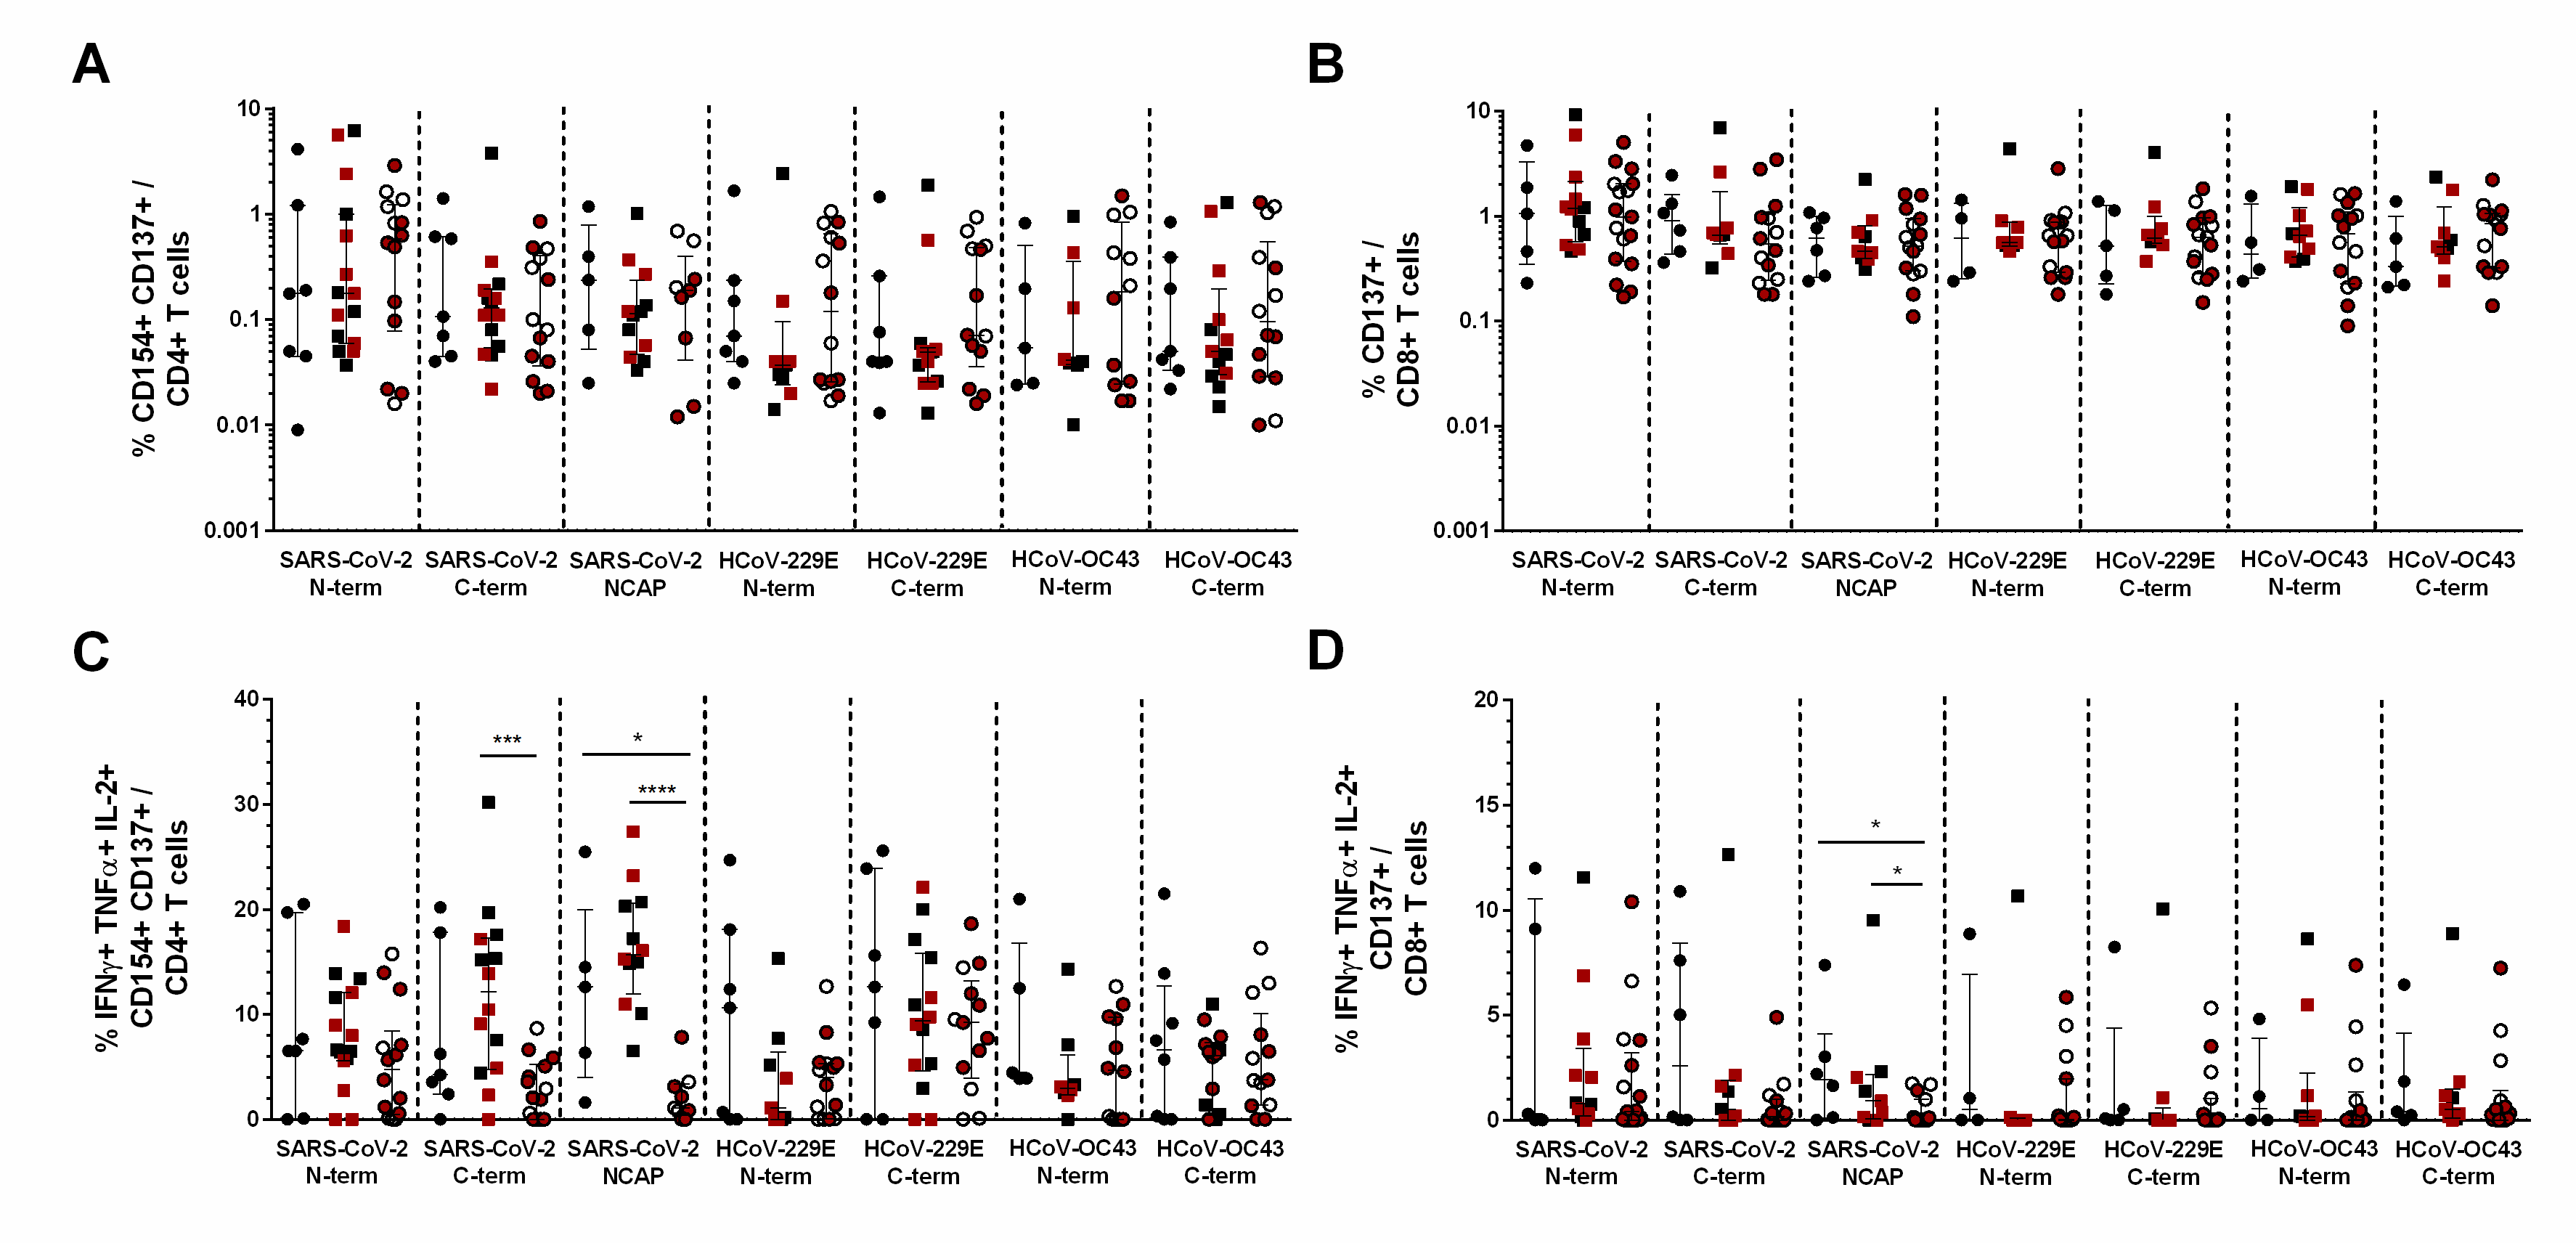 A
% CD154+ CD137+ /
CD4+ T cells
10
1
0.1
0.01
0.001
SARS-CoV-2 SARS-CoV-2 SARS-CoV-2 HCoV-229E HCoV-229E HCoV-OC43 HCoV-OC43
N-term C-term NCAP N-term C-term N-term C-term
B
% CD137+ /
CD8+ T cells
10
1
0.1
0.01
0.001
SARS-CoV-2 SARS-CoV-2 SARS-CoV-2 HCoV-229E HCoV-229E HCoV-OC43 HCoV-OC43
N-term C-term NCAP N-term C-term N-term C-term
C
% IFNγ+ TNFα+ IL-2+
CD154+ CD137+ /
CD4+ T cells
40
30
20
10
0
***
*
****
SARS-CoV-2 SARS-CoV-2 SARS-CoV-2 HCoV-229E HCoV-229E HCoV-OC43 HCoV-OC43
N-term C-term NCAP N-term C-term N-term C-term
D
% IFNγ+ TNFα+ IL-2+
CD137+ /
CD8+ T cells
20
15
10
5
0
*
*
SARS-CoV-2 SARS-CoV-2 SARS-CoV-2 HCoV-229E HCoV-229E HCoV-OC43 HCoV-OC43
N-term C-term NCAP N-term C-term N-term C-term